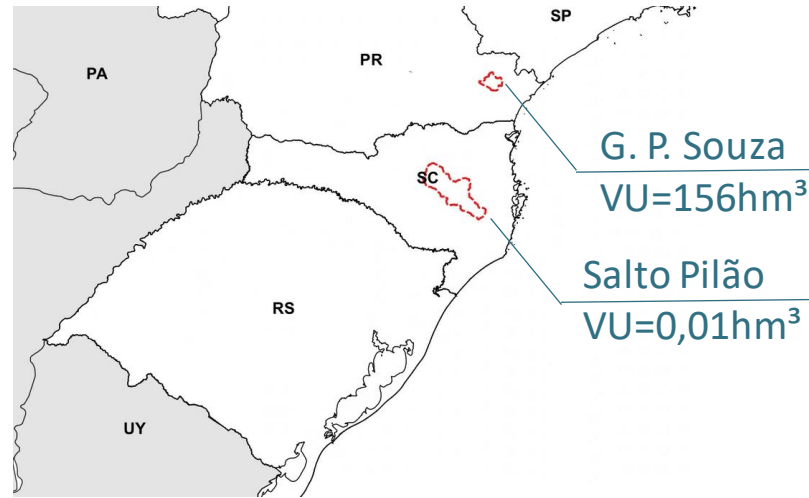 SP
PR
PA
G. P. Souza
VU=156hm³
SC
Salto Pilão
VU=0,01hm³
RS
UY